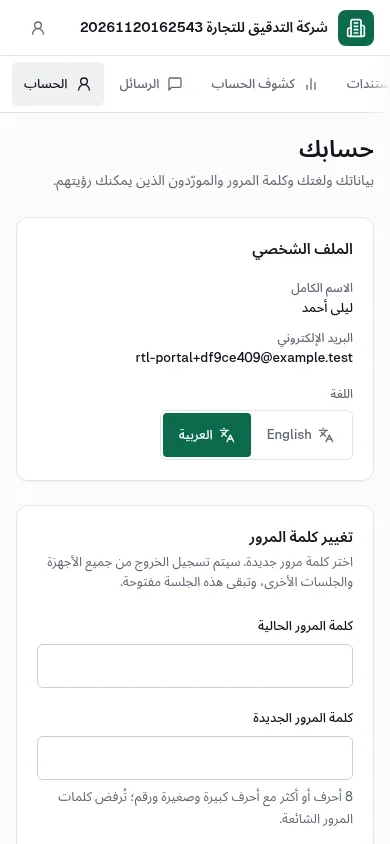 شركة التدقيق للتجارة 20261120162543
ستندات
كشوف الحساب
الرسائل
الحساب
حسابك
بياناتك ولغتك وكلمة المرور والمورّدون الذين يمكنك رؤيتهم.
الملف الشخصي
الاسم الكامل
ليلى أحمد
البريد الإلكتروني
rtl-portal+df9ce409@example.test
اللغة
English
العربية
تغيير كلمة المرور
اختر كلمة مرور جديدة. سيتم تسجيل الخروج من جميع الأجهزة
والجلسات الأخرى، وتبقى هذه الجلسة مفتوحة.
كلمة المرور الحالية
كلمة المرور الجديدة
8 أحرف أو أكثر مع أحرف كبيرة وصغيرة ورقم؛ تُرفض كلمات
المرور الشائعة.